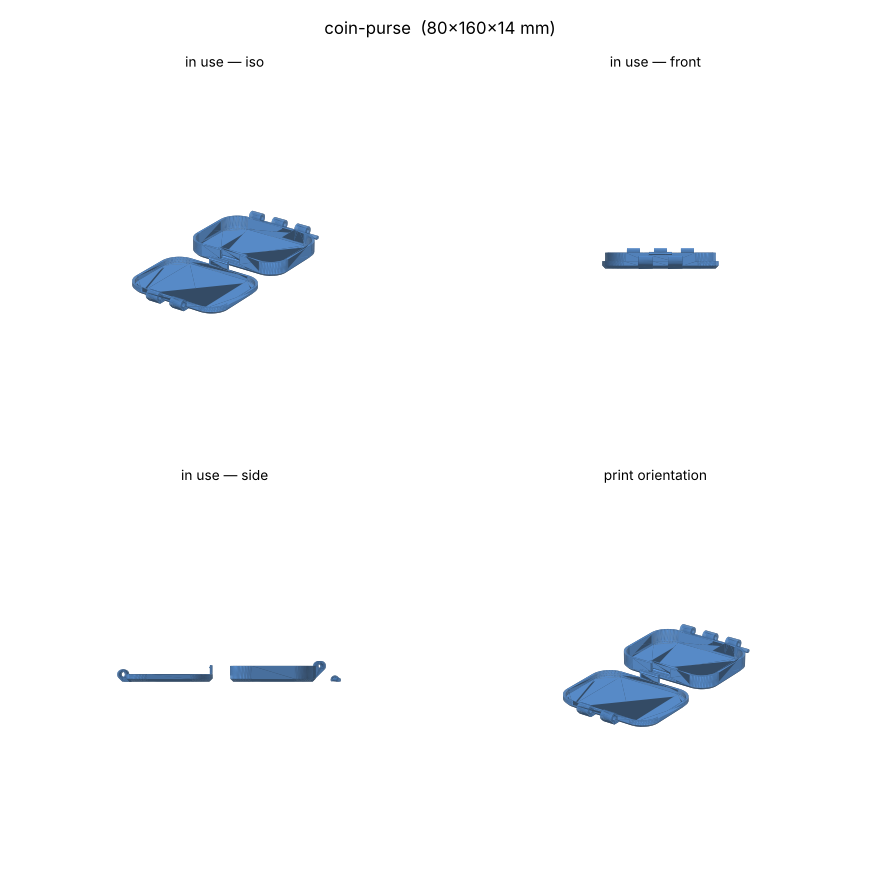 coin-purse (80×160×14 mm)
in use — iso
in use — front
in use — side
print orientation